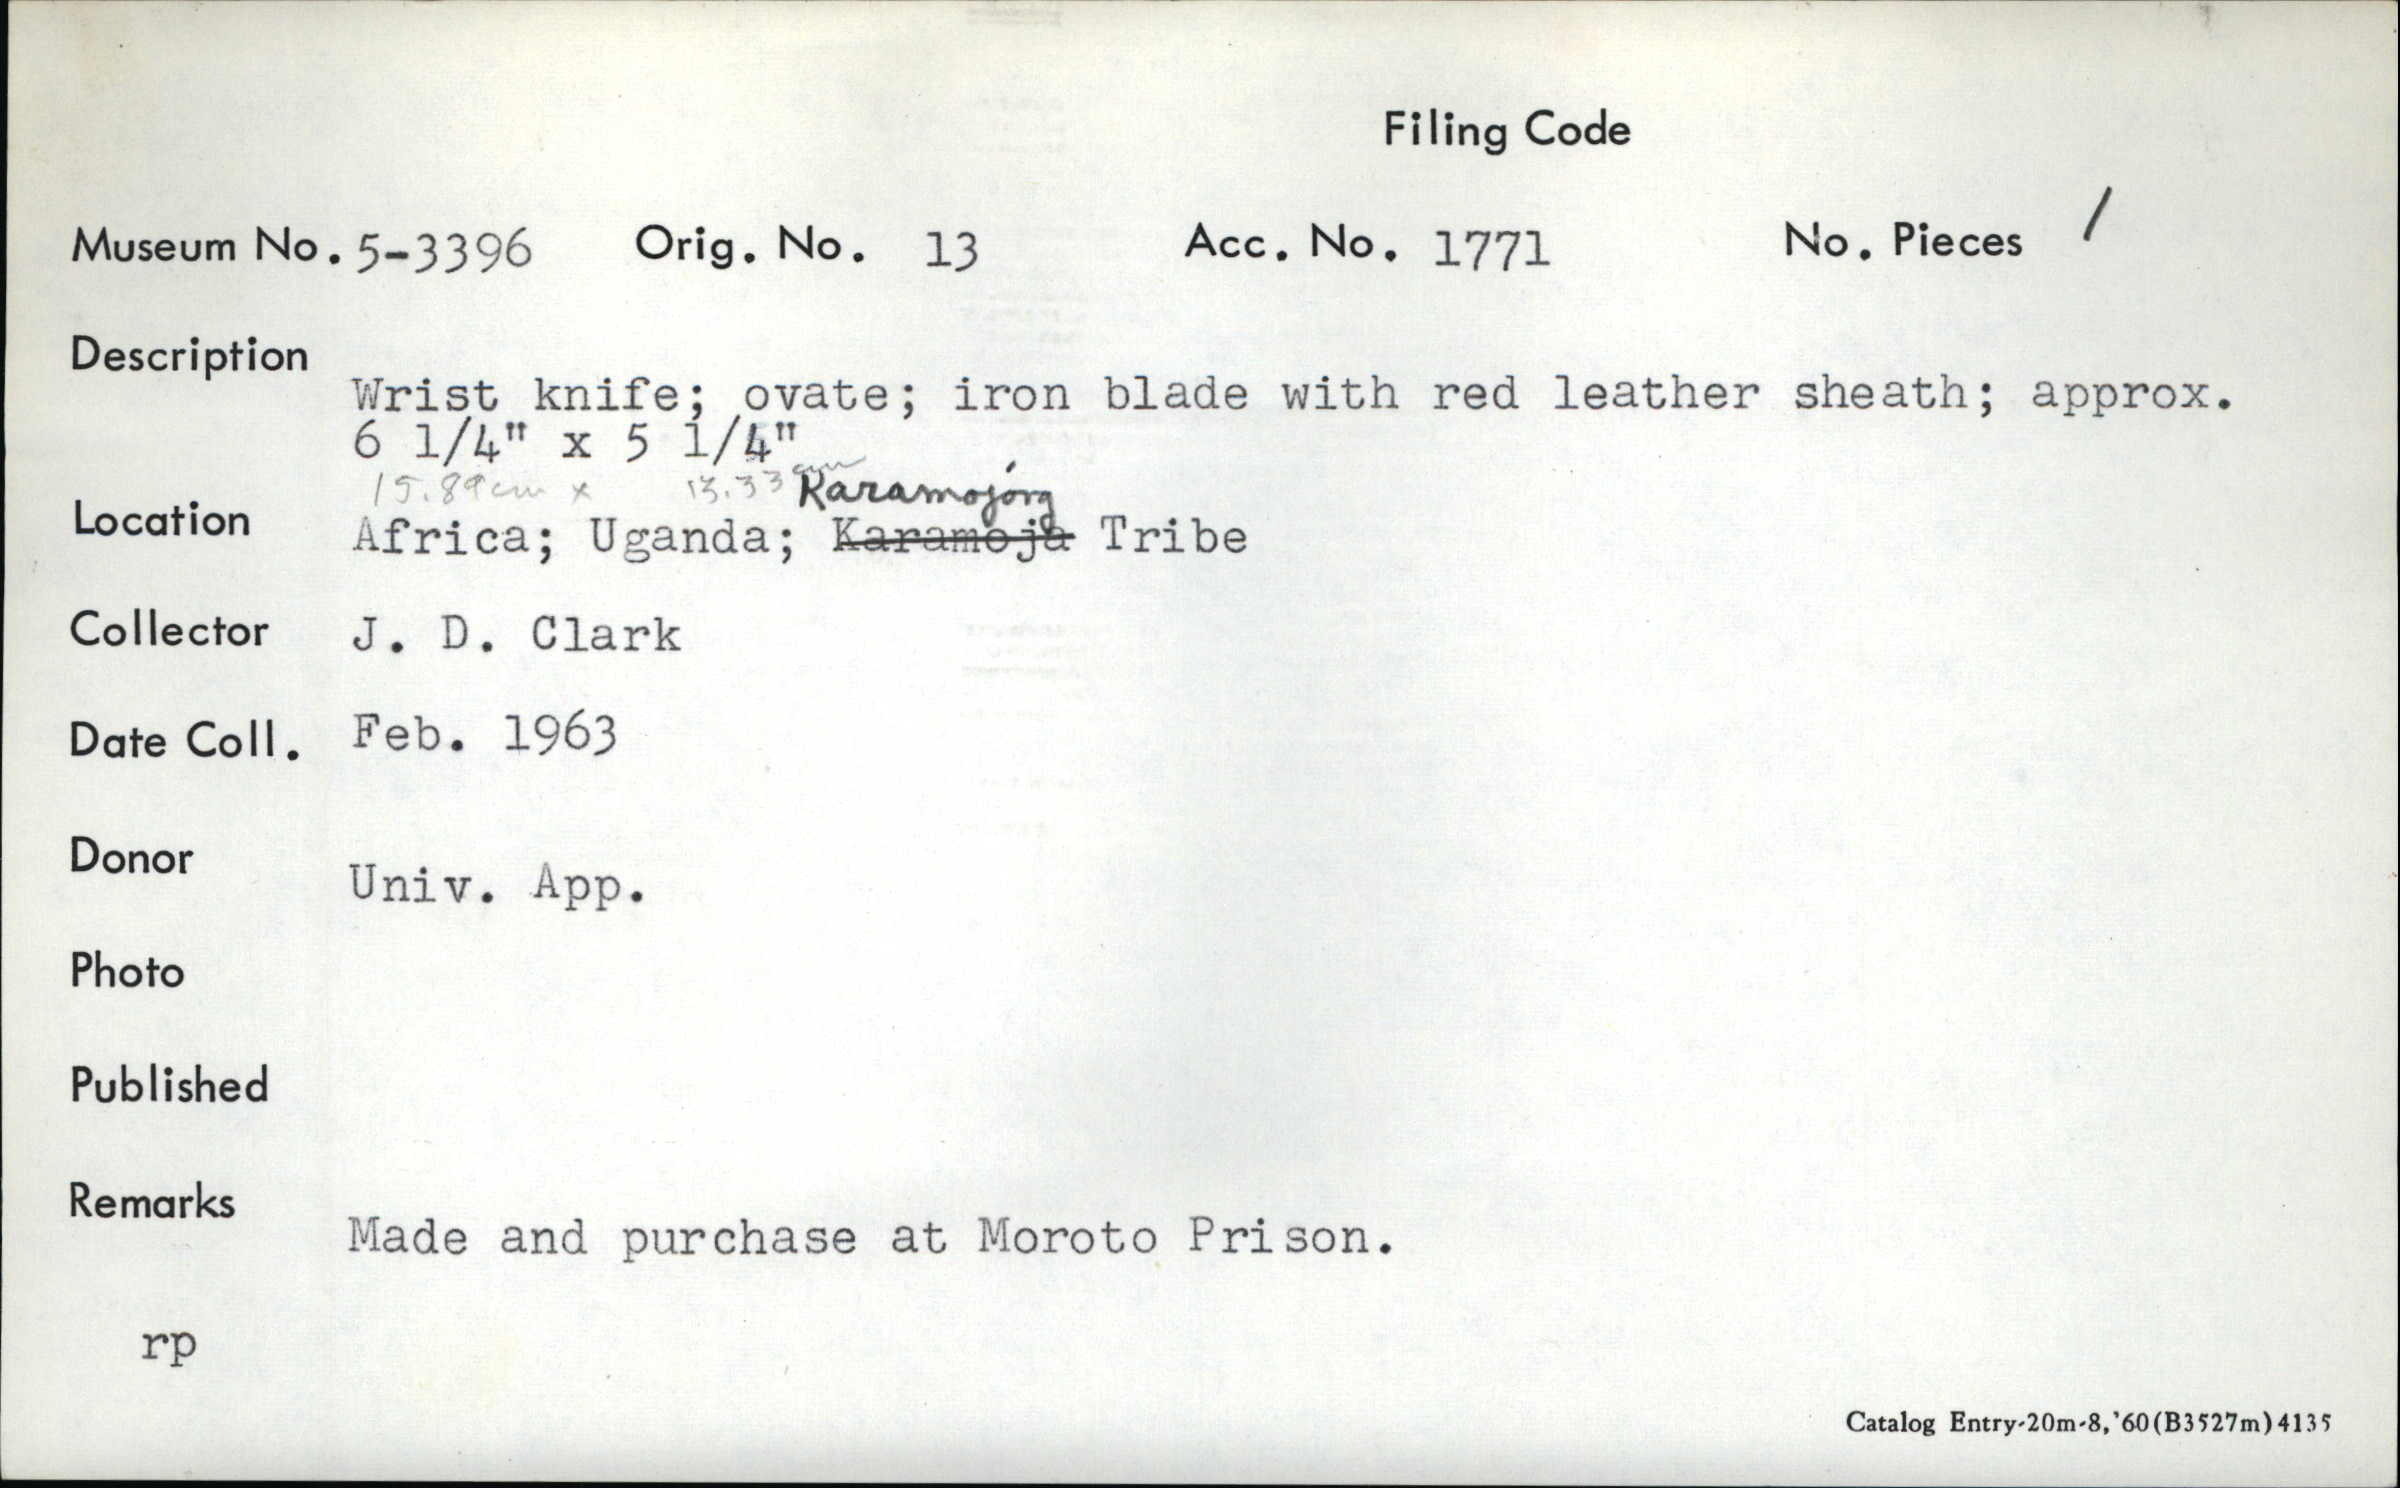 Filing Code
Museum No. 5-3396 Orig. No. 13 Acc. No. 1771 No. Pieces /
Description
Wrist knife; ovate; iron blade with red leather sheath; approx.
6 1/4" x 5 1/4"
15.89cm x 13.33cm
Karamojong
Location
Africa; Uganda; Karamoja Tribe
Collector J. D. Clark
Date Coll. Feb. 1963
Donor
Univ. App.
Photo
Published
Remarks
Made and purchase at Moroto Prison.
rp
Catalog Entry-20m-8,'60(B3527m)4135